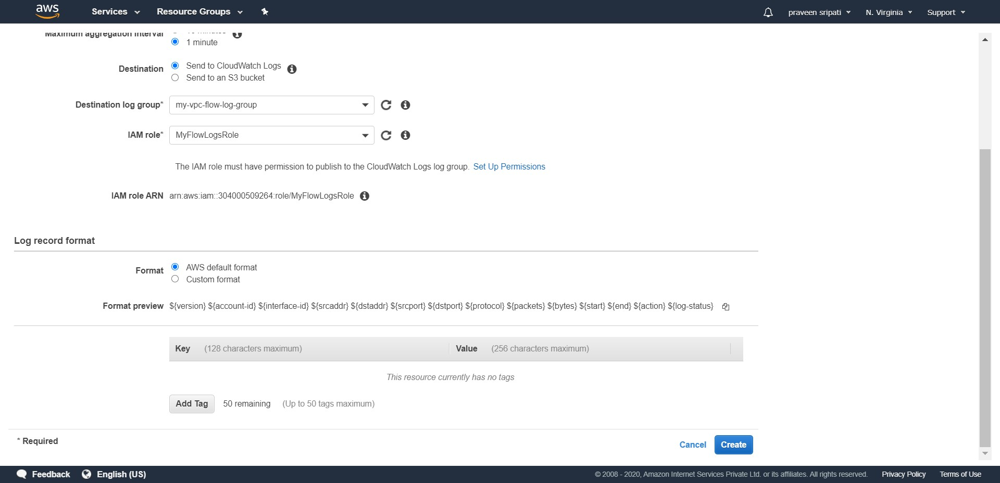 aws Services Resource Groups praveen sripati N. Virginia Support
Maximum aggregation interval 10 minutes
1 minute
Destination Send to CloudWatch Logs
Send to an S3 bucket
Destination log group* my-vpc-flow-log-group
IAM role* MyFlowLogsRole
The IAM role must have permission to publish to the CloudWatch Logs log group. Set Up Permissions
IAM role ARN arn:aws:iam::304000509264:role/MyFlowLogsRole
Log record format
Format AWS default format
Custom format
Format preview ${version} ${account-id} ${interface-id} ${srcaddr} ${dstaddr} ${srcport} ${dstport} ${protocol} ${packets} ${bytes} ${start} ${end} ${action} ${log-status}
Key (128 characters maximum) Value (256 characters maximum)
This resource currently has no tags
Add Tag 50 remaining (Up to 50 tags maximum)
* Required
Cancel Create
Feedback English (US) © 2008 - 2020, Amazon Internet Services Private Ltd. or its affiliates. All rights reserved. Privacy Policy Terms of Use